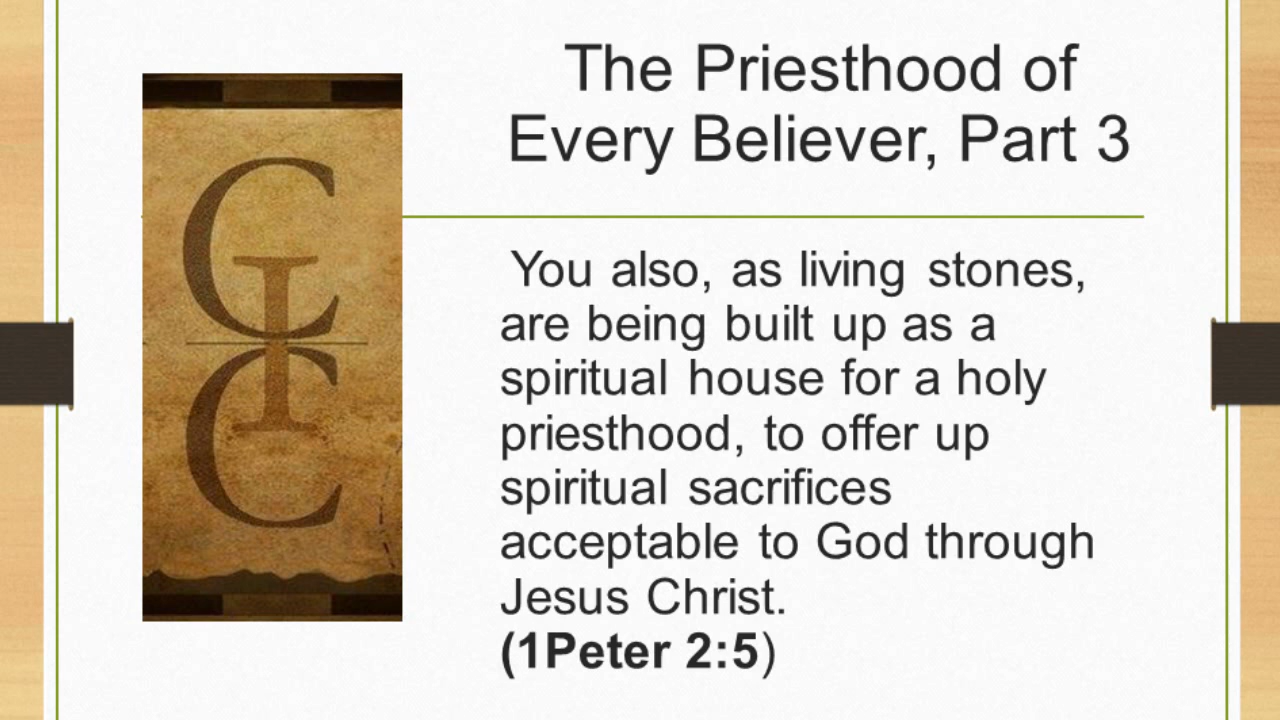 CIC
The Priesthood of
Every Believer, Part 3
You also, as living stones,
are being built up as a
spiritual house for a holy
priesthood, to offer up
spiritual sacrifices
acceptable to God through
Jesus Christ.
(1Peter 2:5)